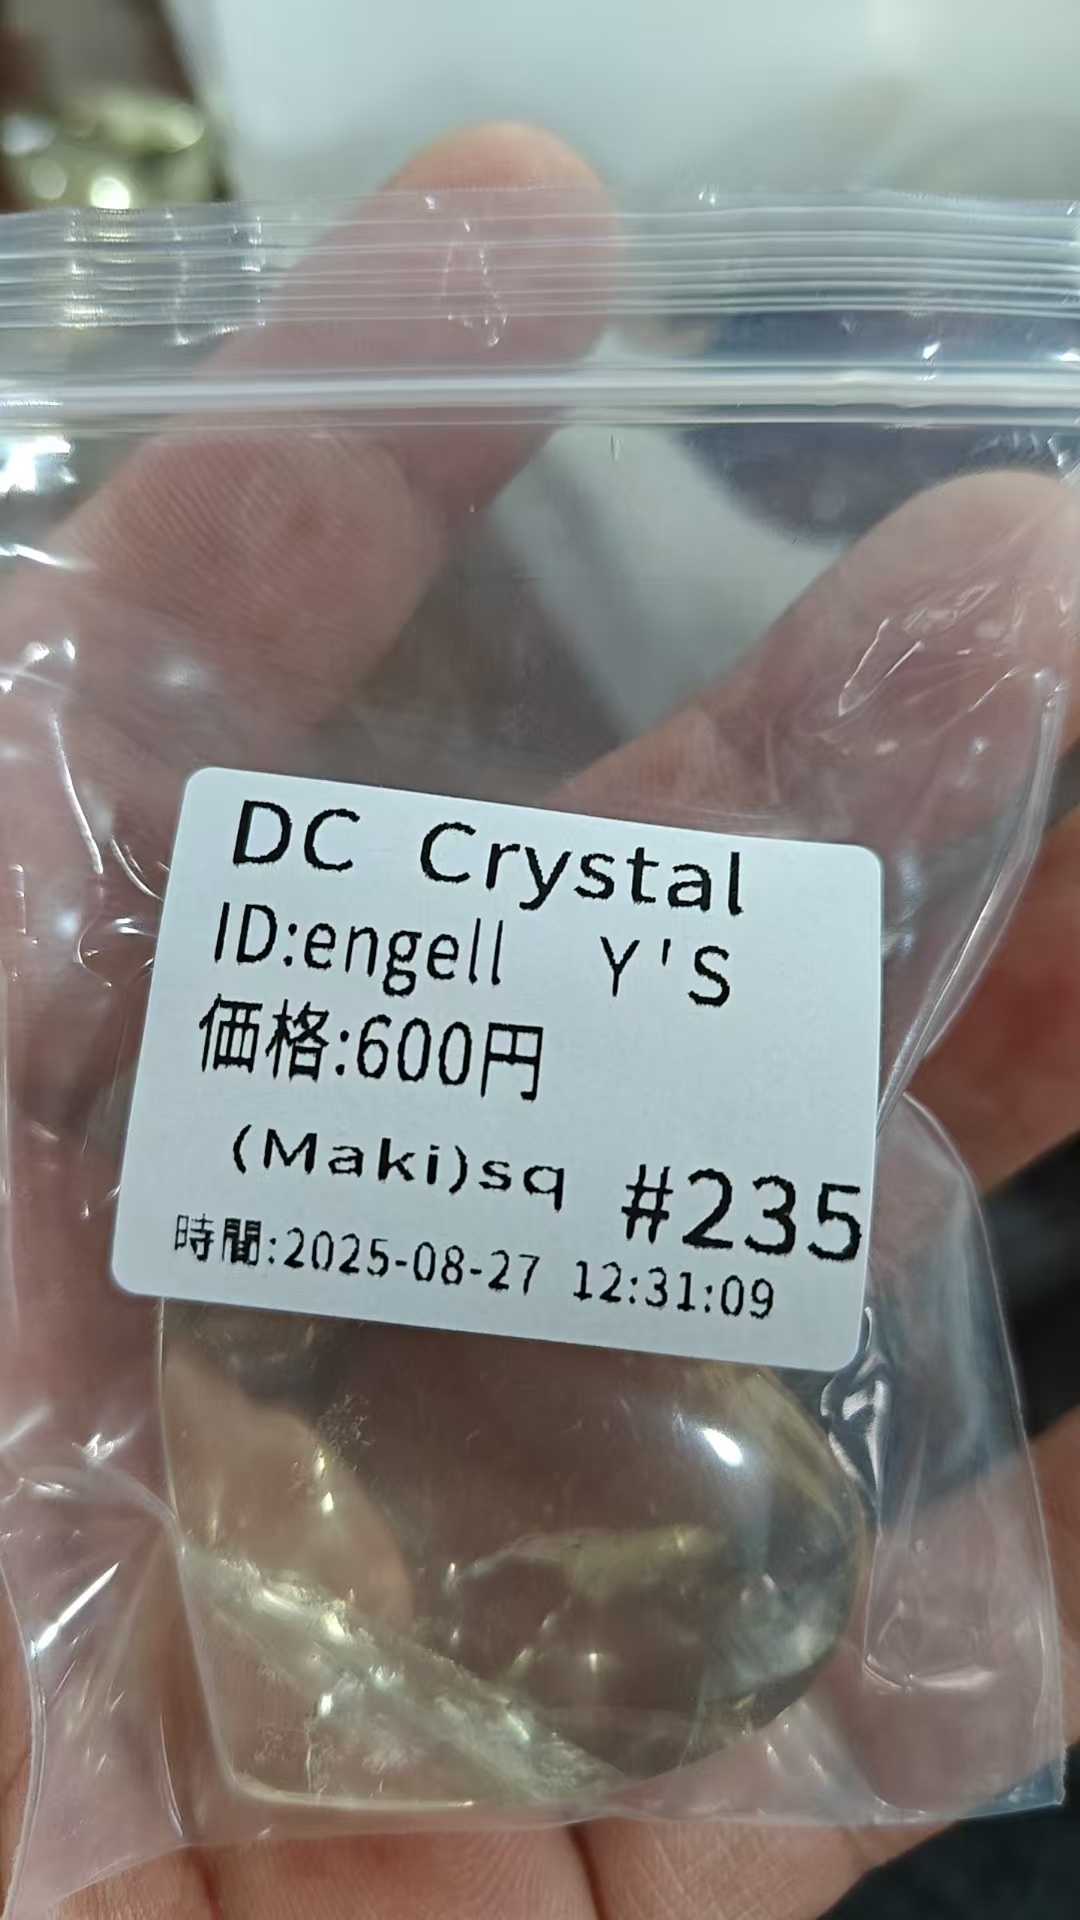 DC Crystal
ID:engell Y'S
価格:600円
(Maki)sq #235
時間:2025-08-27 12:31:09